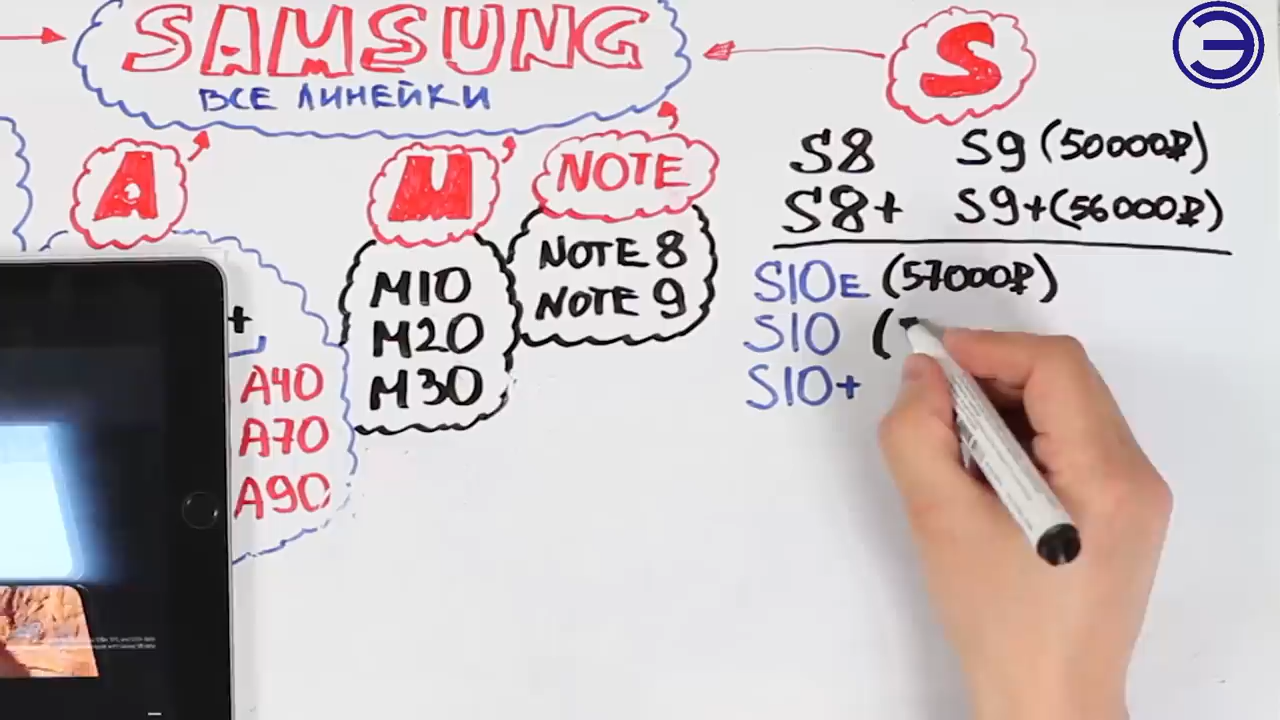 SAMSUNG
ВСЕ ЛИНЕЙКИ
S
Э
A
M
NOTE
S8
S9 (50000₽)
S8+
S9+(56000₽)
+
A40
A70
A90
M10
M20
M30
NOTE 8
NOTE 9
S10E (57000₽)
S10 (
S10+